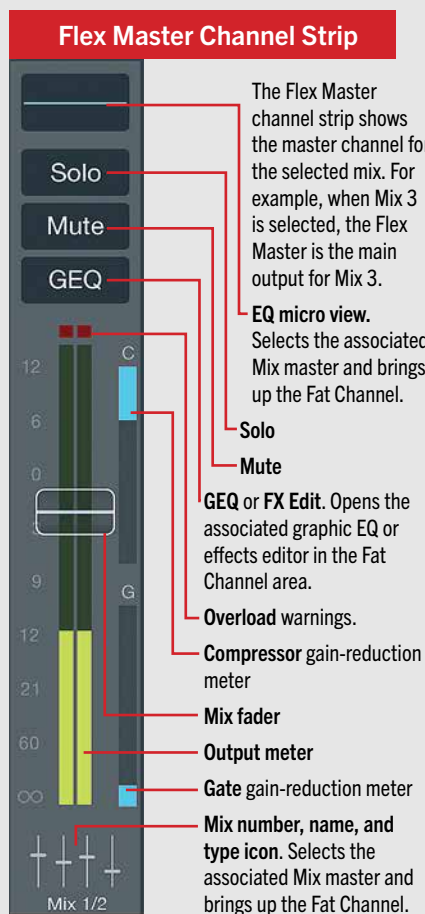 Flex Master Channel Strip
The Flex Master
channel strip shows
the master channel for
the selected mix. For
example, when Mix 3
is selected, the Flex
Master is the main
output for Mix 3.
EQ micro view.
Selects the associated
Mix master and brings
up the Fat Channel.
Solo
Mute
GEQ or FX Edit. Opens the
associated graphic EQ or
effects editor in the Fat
Channel area.
Overload warnings.
Compressor gain-reduction
meter
Mix fader
Output meter
Gate gain-reduction meter
Mix number, name, and
type icon. Selects the
associated Mix master and
brings up the Fat Channel.
Solo
Mute
GEQ
C
12
6
0
9
G
12
21
60
∞
Mix 1/2